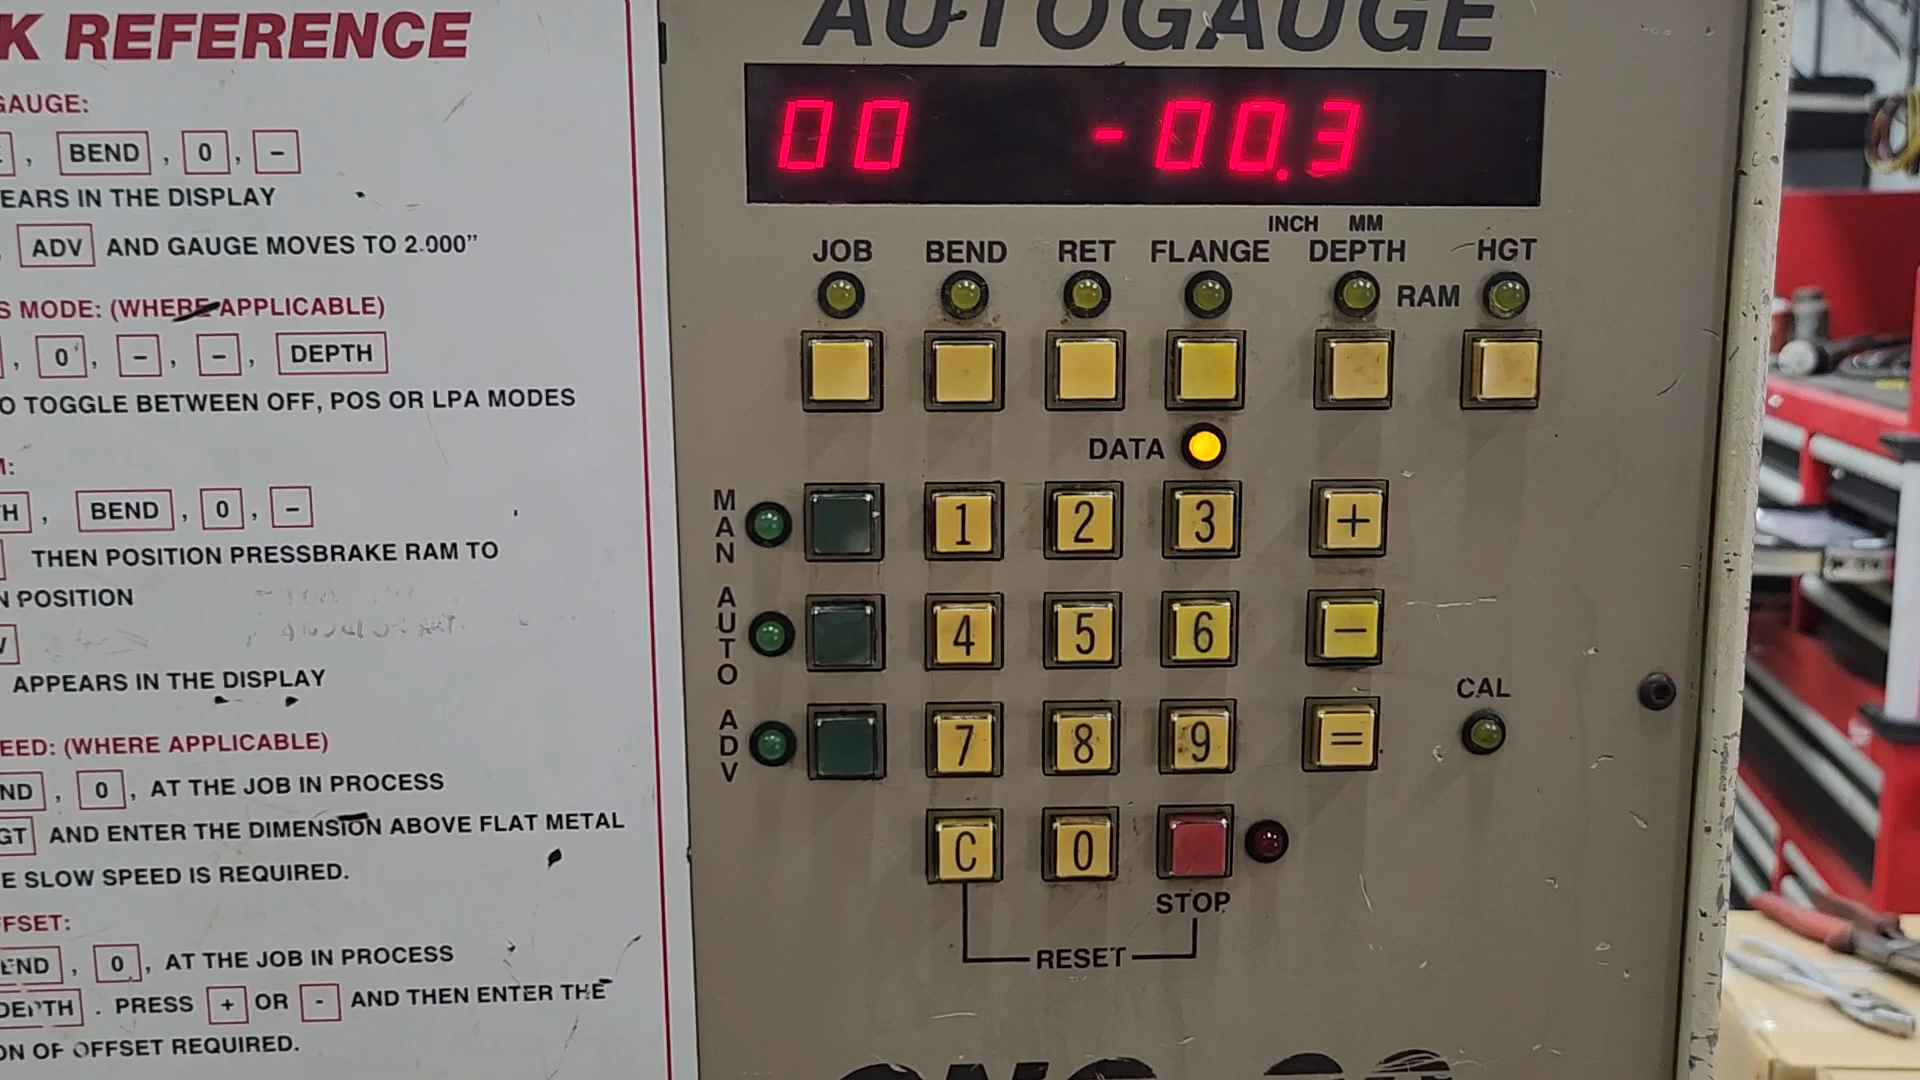 K REFERENCE
GAUGE:
, BEND , 0 , -
EARS IN THE DISPLAY
ADV AND GAUGE MOVES TO 2.000”
S MODE: (WHERE APPLICABLE)
, 0 , - , - , DEPTH
O TOGGLE BETWEEN OFF, POS OR LPA MODES
M:
H , BEND , 0 , -
THEN POSITION PRESSBRAKE RAM TO
N POSITION
APPEARS IN THE DISPLAY
EED: (WHERE APPLICABLE)
ND , 0 , AT THE JOB IN PROCESS
GT AND ENTER THE DIMENSION ABOVE FLAT METAL
E SLOW SPEED IS REQUIRED.
FFSET:
END , 0 , AT THE JOB IN PROCESS
DEPTH . PRESS + OR - AND THEN ENTER THE
ON OF OFFSET REQUIRED.
AUTOGAUGE
00 -00.3
INCH MM
JOB BEND RET FLANGE DEPTH HGT
RAM
DATA
MAN 1 2 3 +
AUTO 4 5 6 -
ADV 7 8 9 =
CAL
C 0
STOP
RESET